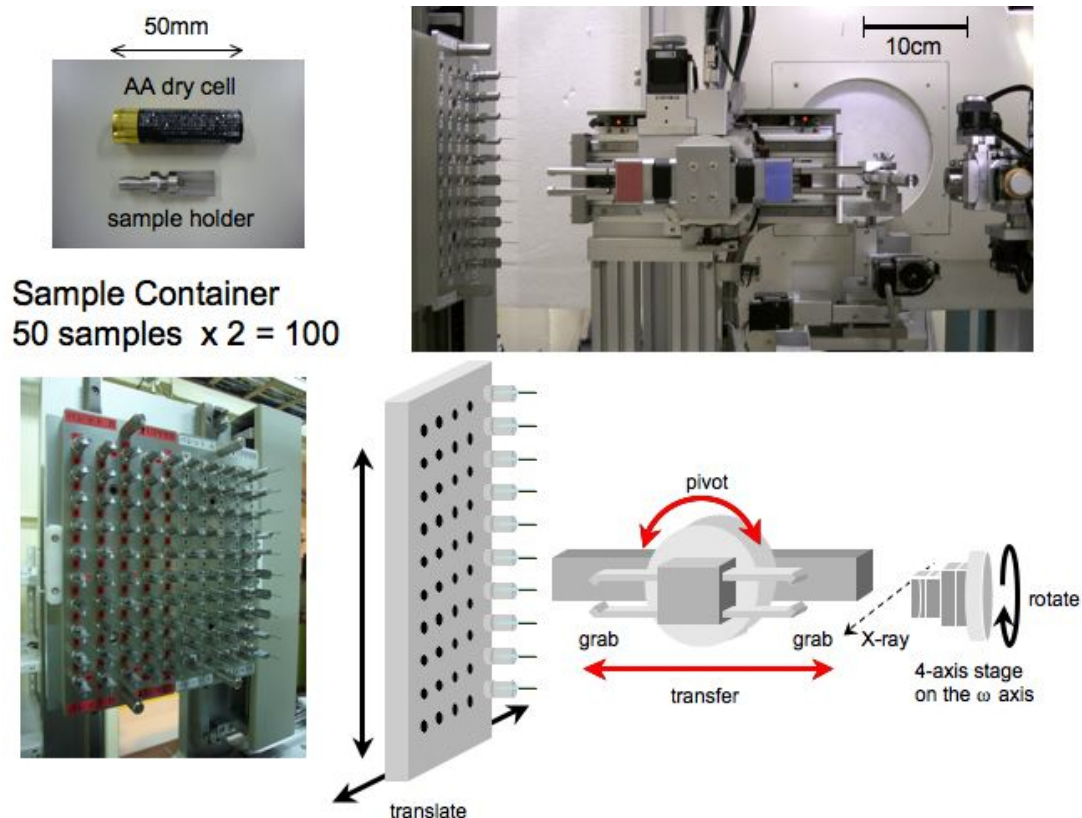 50mm
AA dry cell
sample holder
10cm
Sample Container
50 samples x 2 = 100
pivot
grab
grab
X-ray
rotate
transfer
4-axis stage
on the ω axis
translate